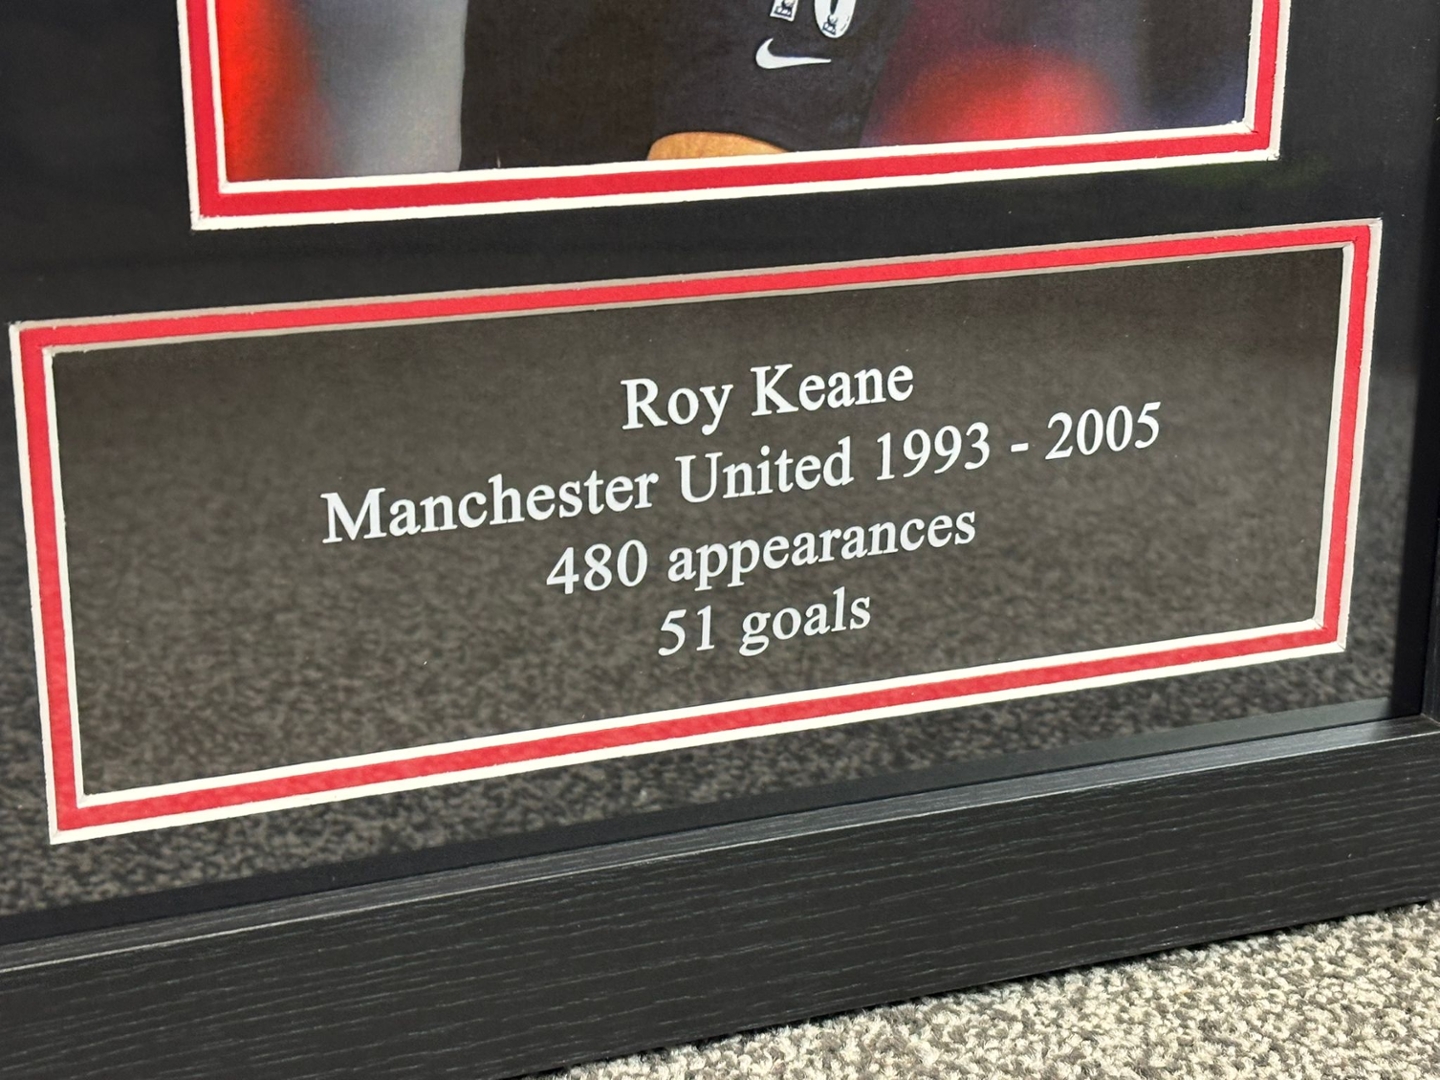 Roy Keane
Manchester United 1993 - 2005
480 appearances
51 goals